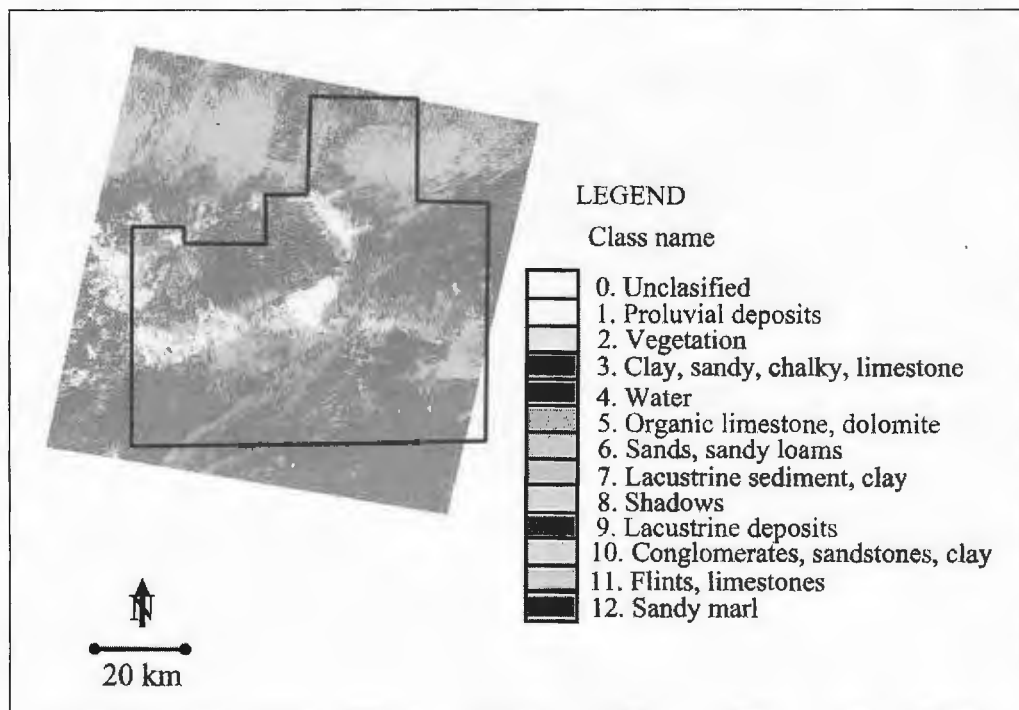 LEGEND
Class name
0. Unclasified
1. Proluvial deposits
2. Vegetation
3. Clay, sandy, chalky, limestone
4. Water
5. Organic limestone, dolomite
6. Sands, sandy loams
7. Lacustrine sediment, clay
8. Shadows
9. Lacustrine deposits
10. Conglomerates, sandstones, clay
11. Flints, limestones
12. Sandy marl
N
20 km